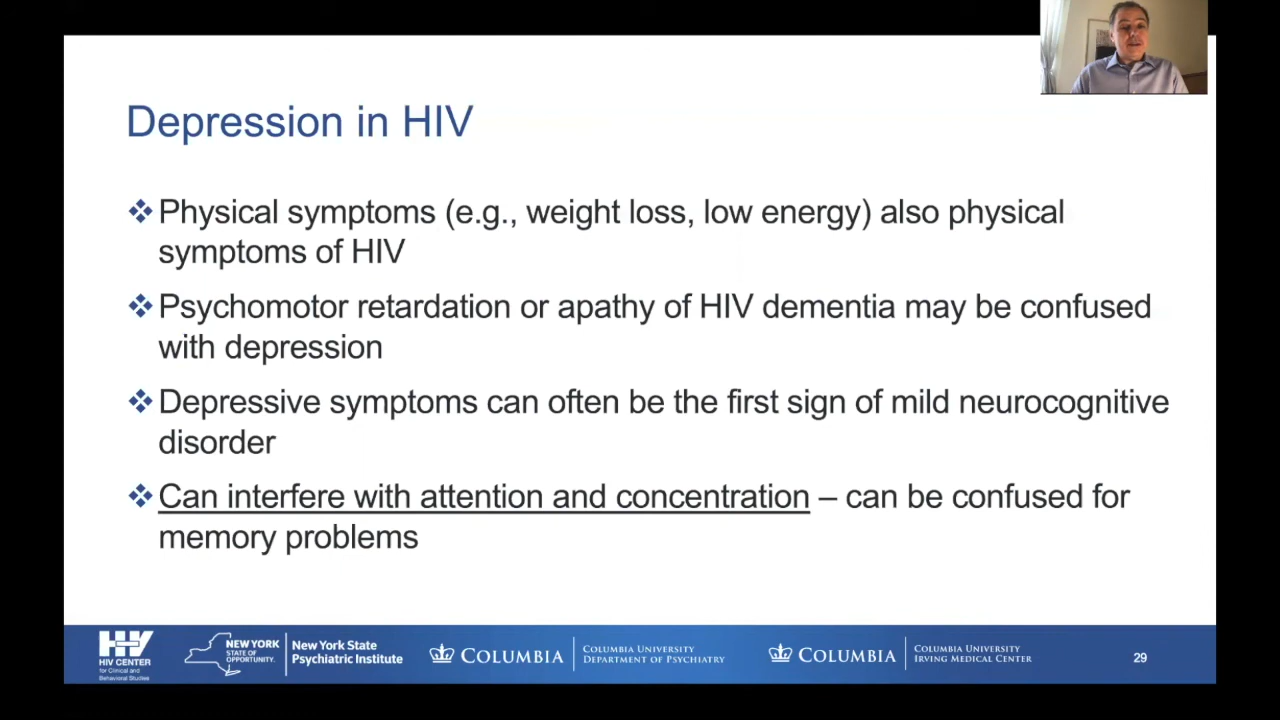 Depression in HIV
❖ Physical symptoms (e.g., weight loss, low energy) also physical
symptoms of HIV
❖ Psychomotor retardation or apathy of HIV dementia may be confused
with depression
❖ Depressive symptoms can often be the first sign of mild neurocognitive
disorder
❖ Can interfere with attention and concentration – can be confused for
memory problems
HIV
HIV CENTER
for Clinical and
Behavioral Studies
NEW YORK
STATE OF
OPPORTUNITY.
New York State
Psychiatric Institute
COLUMBIA
COLUMBIA UNIVERSITY
DEPARTMENT OF PSYCHIATRY
COLUMBIA
COLUMBIA UNIVERSITY
IRVING MEDICAL CENTER
29